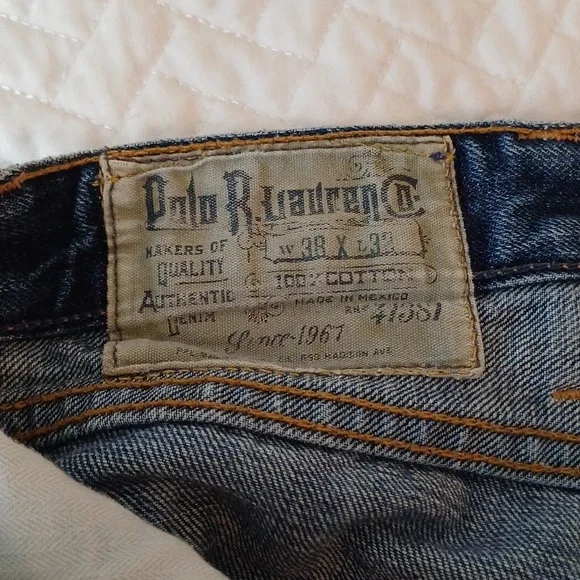 Polo R. Lauren Co.
W 38 X L 32
MAKERS OF
QUALITY
100% COTTON
AUTHENTIC
DENIM
MADE IN MEXICO
RN 41381
Since 1967
650 MADISON AVE